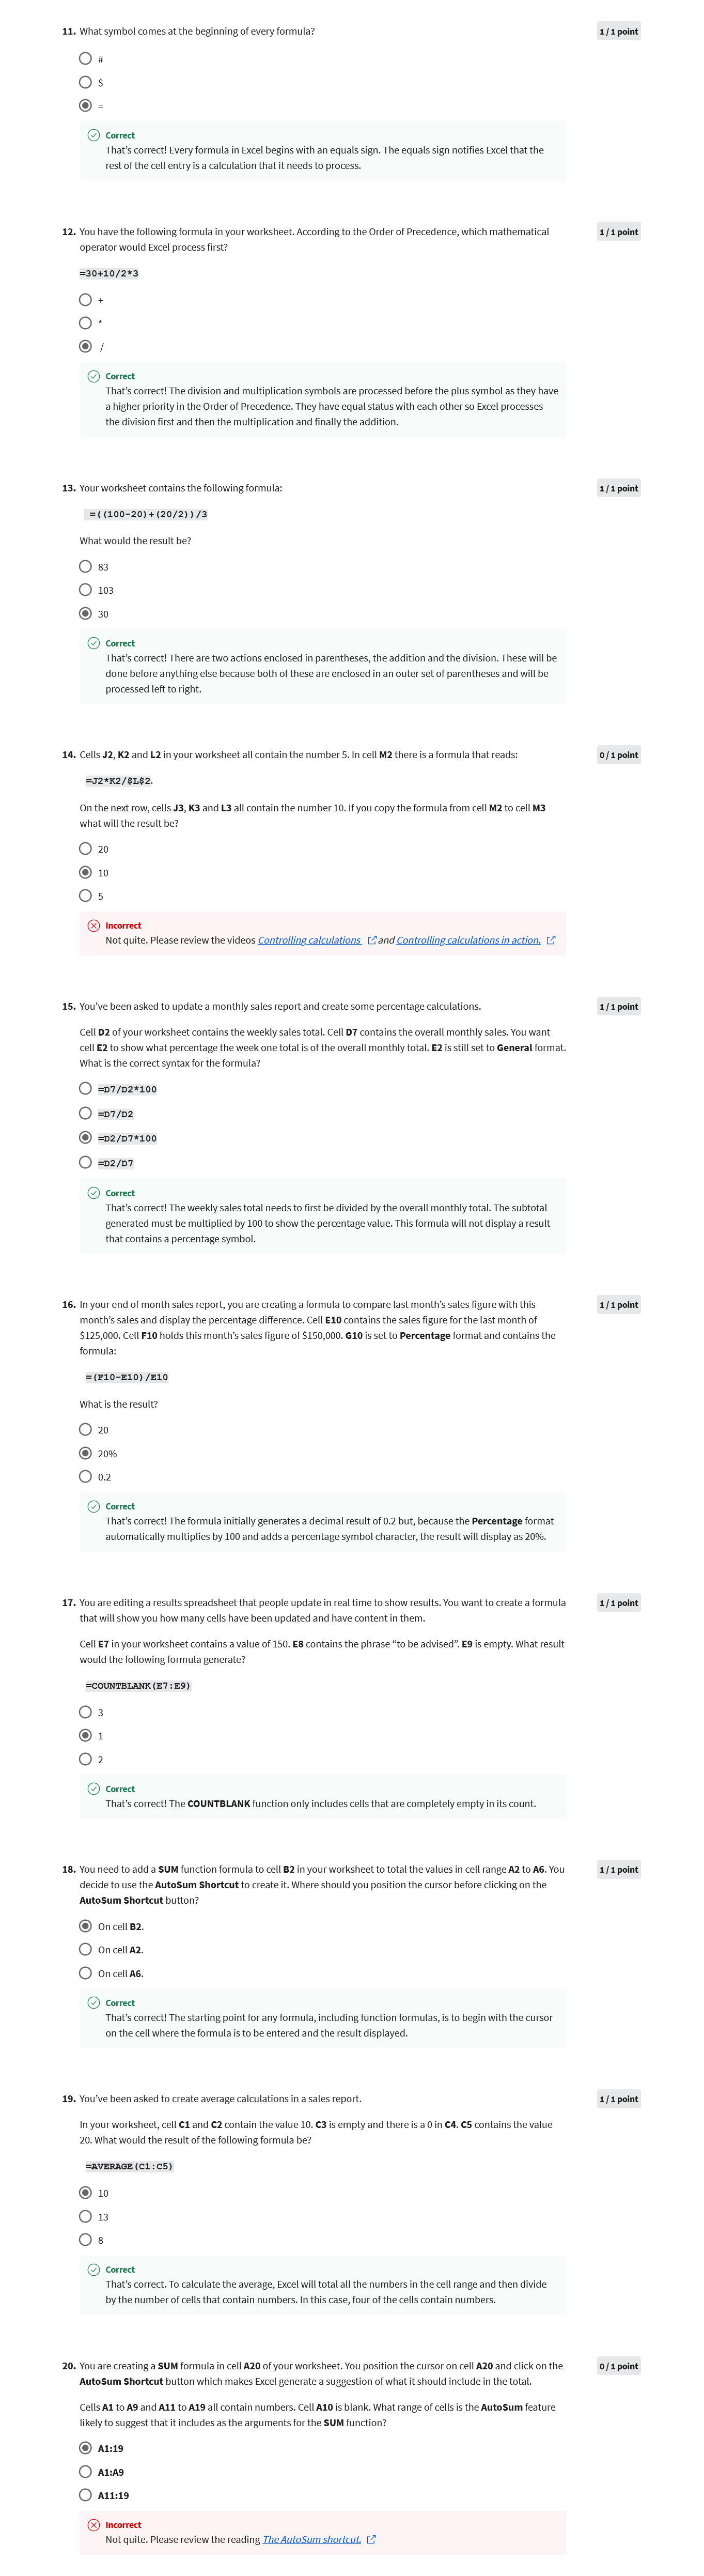 11. What symbol comes at the beginning of every formula?
1 / 1 point
#
$
=
Correct
That's correct! Every formula in Excel begins with an equals sign. The equals sign notifies Excel that the
rest of the cell entry is a calculation that it needs to process.
12. You have the following formula in your worksheet. According to the Order of Precedence, which mathematical
operator would Excel process first?
1 / 1 point
=30+10/2*3
+
*
/
Correct
That's correct! The division and multiplication symbols are processed before the plus symbol as they have
a higher priority in the Order of Precedence. They have equal status with each other so Excel processes
the division first and then the multiplication and finally the addition.
13. Your worksheet contains the following formula:
1 / 1 point
=((100-20)+(20/2))/3
What would the result be?
83
103
30
Correct
That's correct! There are two actions enclosed in parentheses, the addition and the division. These will be
done before anything else because both of these are enclosed in an outer set of parentheses and will be
processed left to right.
14. Cells J2, K2 and L2 in your worksheet all contain the number 5. In cell M2 there is a formula that reads:
0 / 1 point
=J2*K2/$L$2.
On the next row, cells J3, K3 and L3 all contain the number 10. If you copy the formula from cell M2 to cell M3
what will the result be?
20
10
5
Incorrect
Not quite. Please review the videos Controlling calculations and Controlling calculations in action.
15. You've been asked to update a monthly sales report and create some percentage calculations.
1 / 1 point
Cell D2 of your worksheet contains the weekly sales total. Cell D7 contains the overall monthly sales. You want
cell E2 to show what percentage the week one total is of the overall monthly total. E2 is still set to General format.
What is the correct syntax for the formula?
=D7/D2*100
=D7/D2
=D2/D7*100
=D2/D7
Correct
That's correct! The weekly sales total needs to first be divided by the overall monthly total. The subtotal
generated must be multiplied by 100 to show the percentage value. This formula will not display a result
that contains a percentage symbol.
16. In your end of month sales report, you are creating a formula to compare last month's sales figure with this
month's sales and display the percentage difference. Cell E10 contains the sales figure for the last month of
$125,000. Cell F10 holds this month's sales figure of $150,000. G10 is set to Percentage format and contains the
formula:
1 / 1 point
=(F10-E10)/E10
What is the result?
20
20%
0.2
Correct
That's correct! The formula initially generates a decimal result of 0.2 but, because the Percentage format
automatically multiplies by 100 and adds a percentage symbol character, the result will display as 20%.
17. You are editing a results spreadsheet that people update in real time to show results. You want to create a formula
that will show you how many cells have been updated and have content in them.
1 / 1 point
Cell E7 in your worksheet contains a value of 150. E8 contains the phrase "to be advised". E9 is empty. What result
would the following formula generate?
=COUNTBLANK(E7:E9)
3
1
2
Correct
That's correct! The COUNTBLANK function only includes cells that are completely empty in its count.
18. You need to add a SUM function formula to cell B2 in your worksheet to total the values in cell range A2 to A6. You
decide to use the AutoSum Shortcut to create it. Where should you position the cursor before clicking on the
AutoSum Shortcut button?
1 / 1 point
On cell B2.
On cell A2.
On cell A6.
Correct
That's correct! The starting point for any formula, including function formulas, is to begin with the cursor
on the cell where the formula is to be entered and the result displayed.
19. You've been asked to create average calculations in a sales report.
1 / 1 point
In your worksheet, cell C1 and C2 contain the value 10. C3 is empty and there is a 0 in C4. C5 contains the value
20. What would the result of the following formula be?
=AVERAGE(C1:C5)
10
13
8
Correct
That's correct. To calculate the average, Excel will total all the numbers in the cell range and then divide
by the number of cells that contain numbers. In this case, four of the cells contain numbers.
20. You are creating a SUM formula in cell A20 of your worksheet. You position the cursor on cell A20 and click on the
AutoSum Shortcut button which makes Excel generate a suggestion of what it should include in the total.
0 / 1 point
Cells A1 to A9 and A11 to A19 all contain numbers. Cell A10 is blank. What range of cells is the AutoSum feature
likely to suggest that it includes as the arguments for the SUM function?
A1:19
A1:A9
A11:19
Incorrect
Not quite. Please review the reading The AutoSum shortcut.